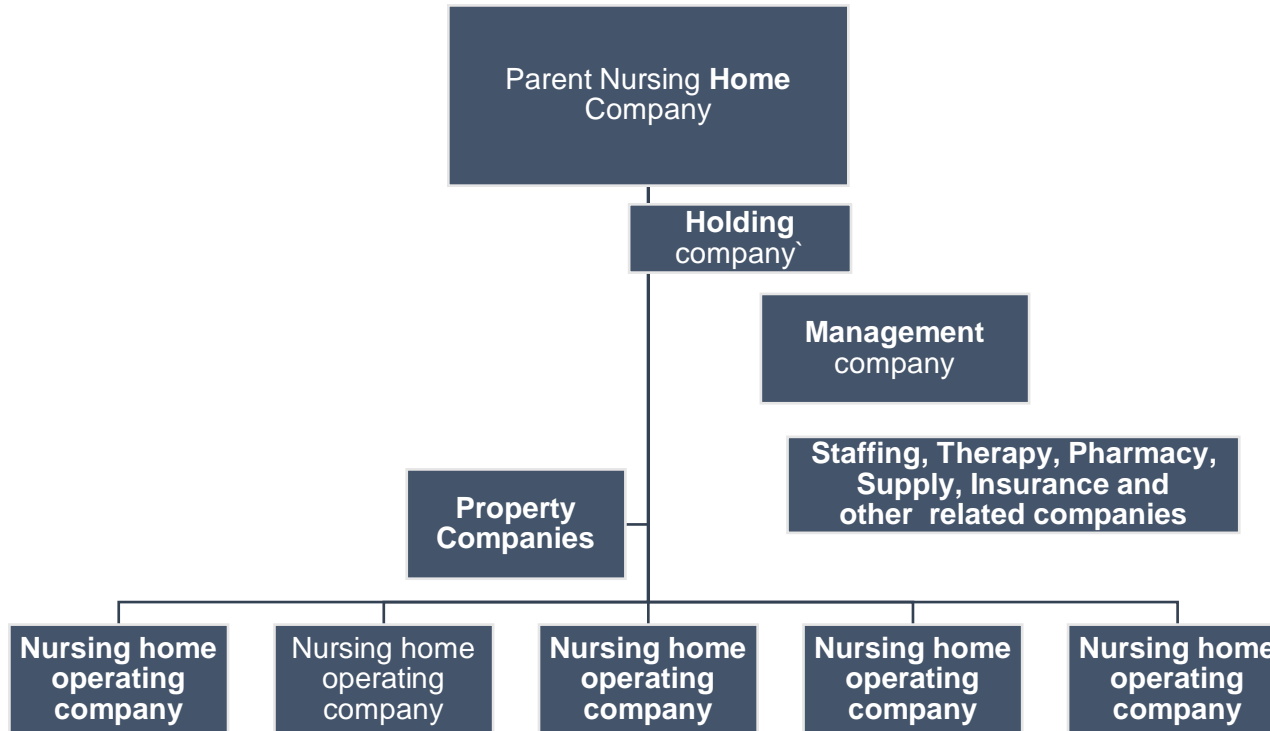 Parent Nursing Home
Company
Holding
company`
Management
company
Staffing, Therapy, Pharmacy,
Supply, Insurance and
other  related companies
Property
Companies
Nursing home
operating
company
Nursing home
operating
company
Nursing home
operating
company
Nursing home
operating
company
Nursing home
operating
company